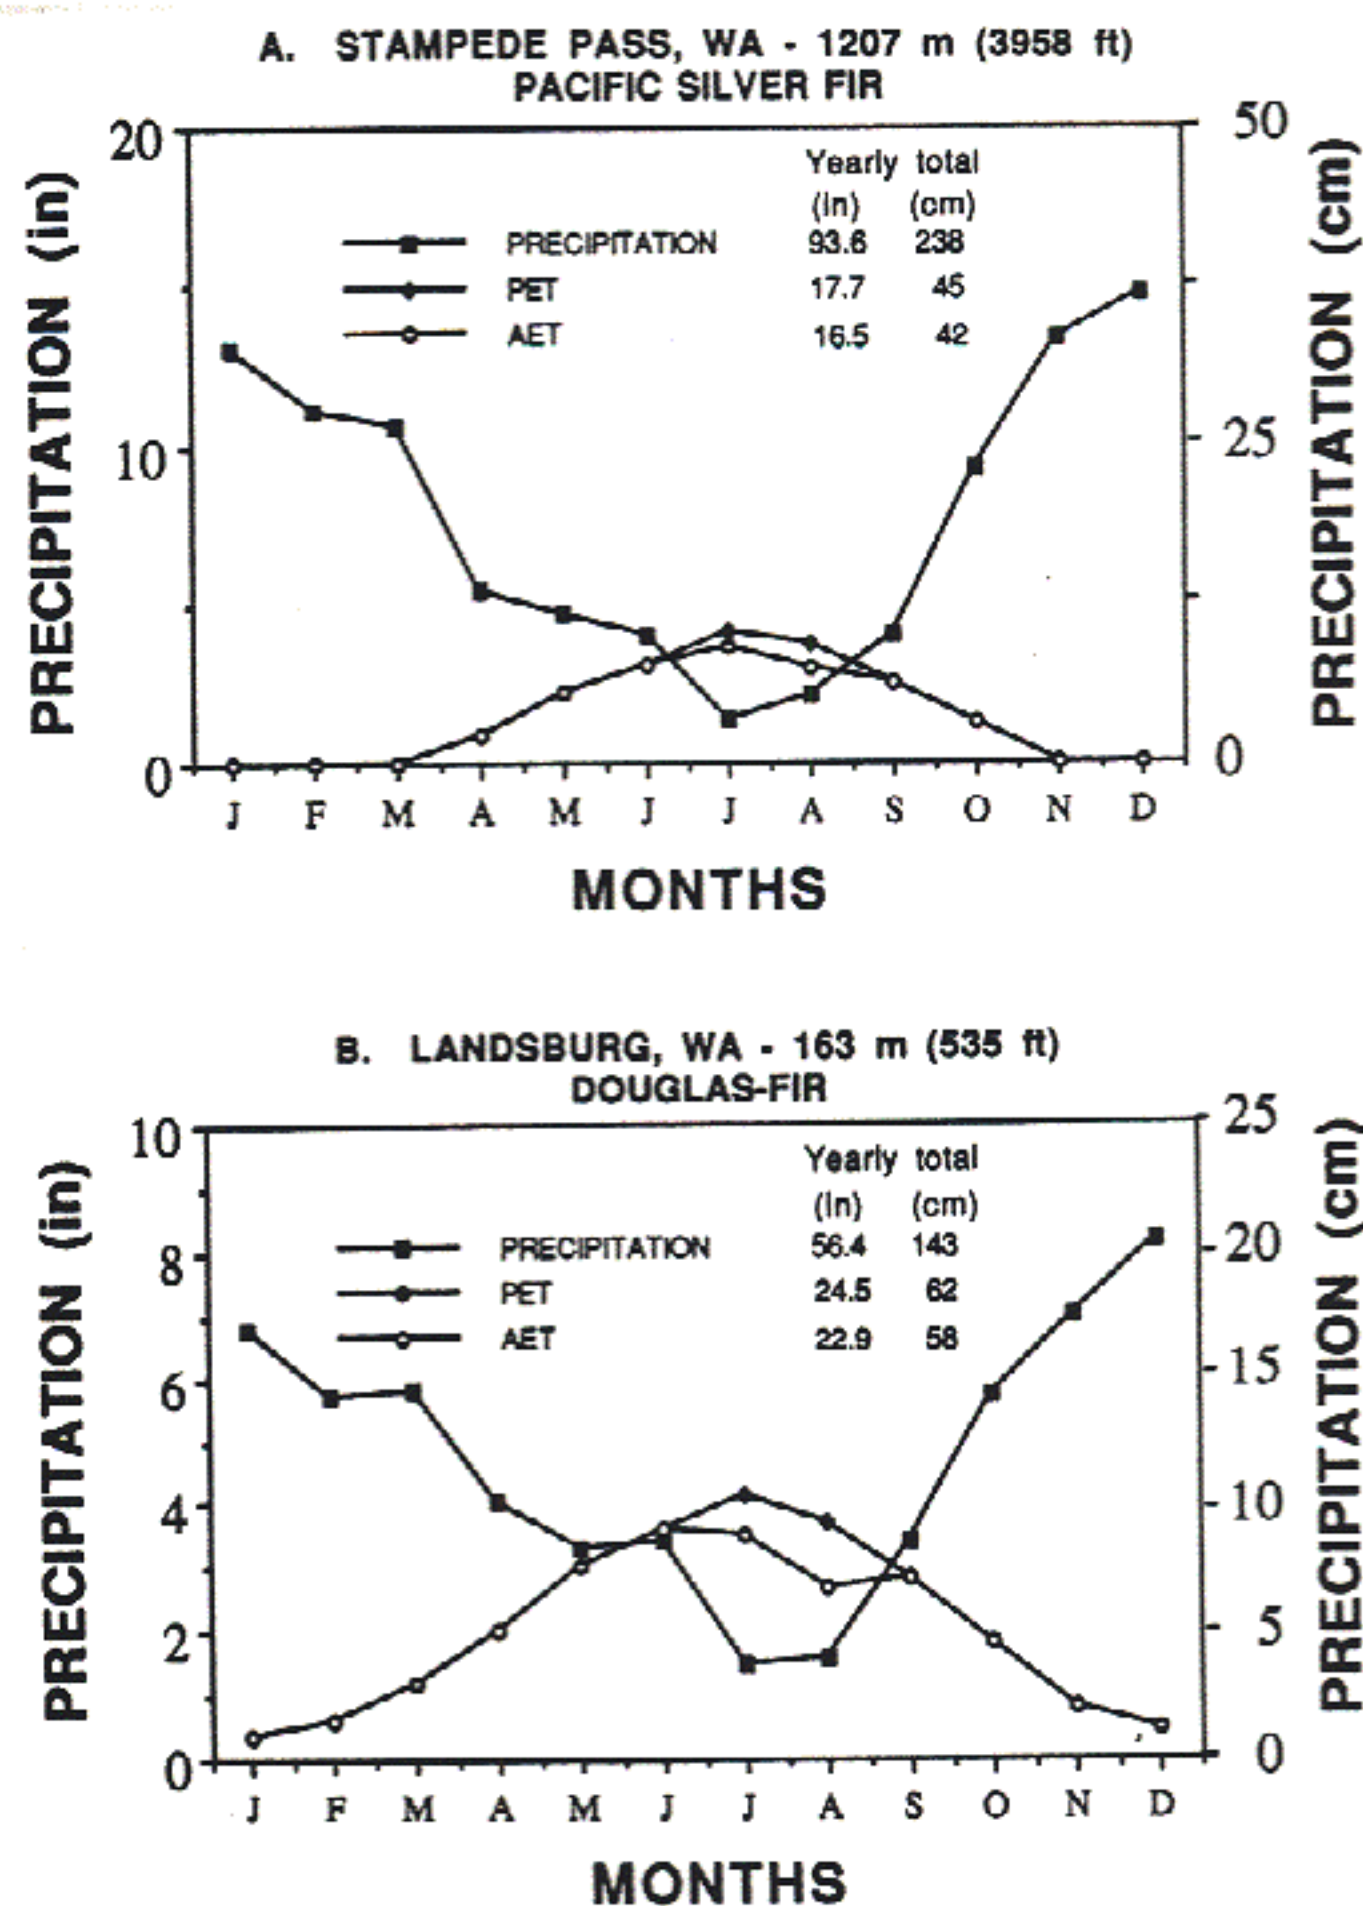 A. STAMPEDE PASS, WA - 1207 m (3958 ft)
PACIFIC SILVER FIR
20
50
Yearly total
(in) (cm)
PRECIPITATION 93.6 238
PET 17.7 45
AET 16.5 42
PRECIPITATION (in)
PRECIPITATION (cm)
10
25
0
0
J F M A M J J A S O N D
MONTHS
B. LANDSBURG, WA - 163 m (535 ft)
DOUGLAS-FIR
10
25
Yearly total
(in) (cm)
PRECIPITATION 56.4 143
PET 24.5 62
AET 22.9 58
PRECIPITATION (in)
PRECIPITATION (cm)
8
20
6
15
4
10
2
5
0
0
J F M A M J J A S O N D
MONTHS